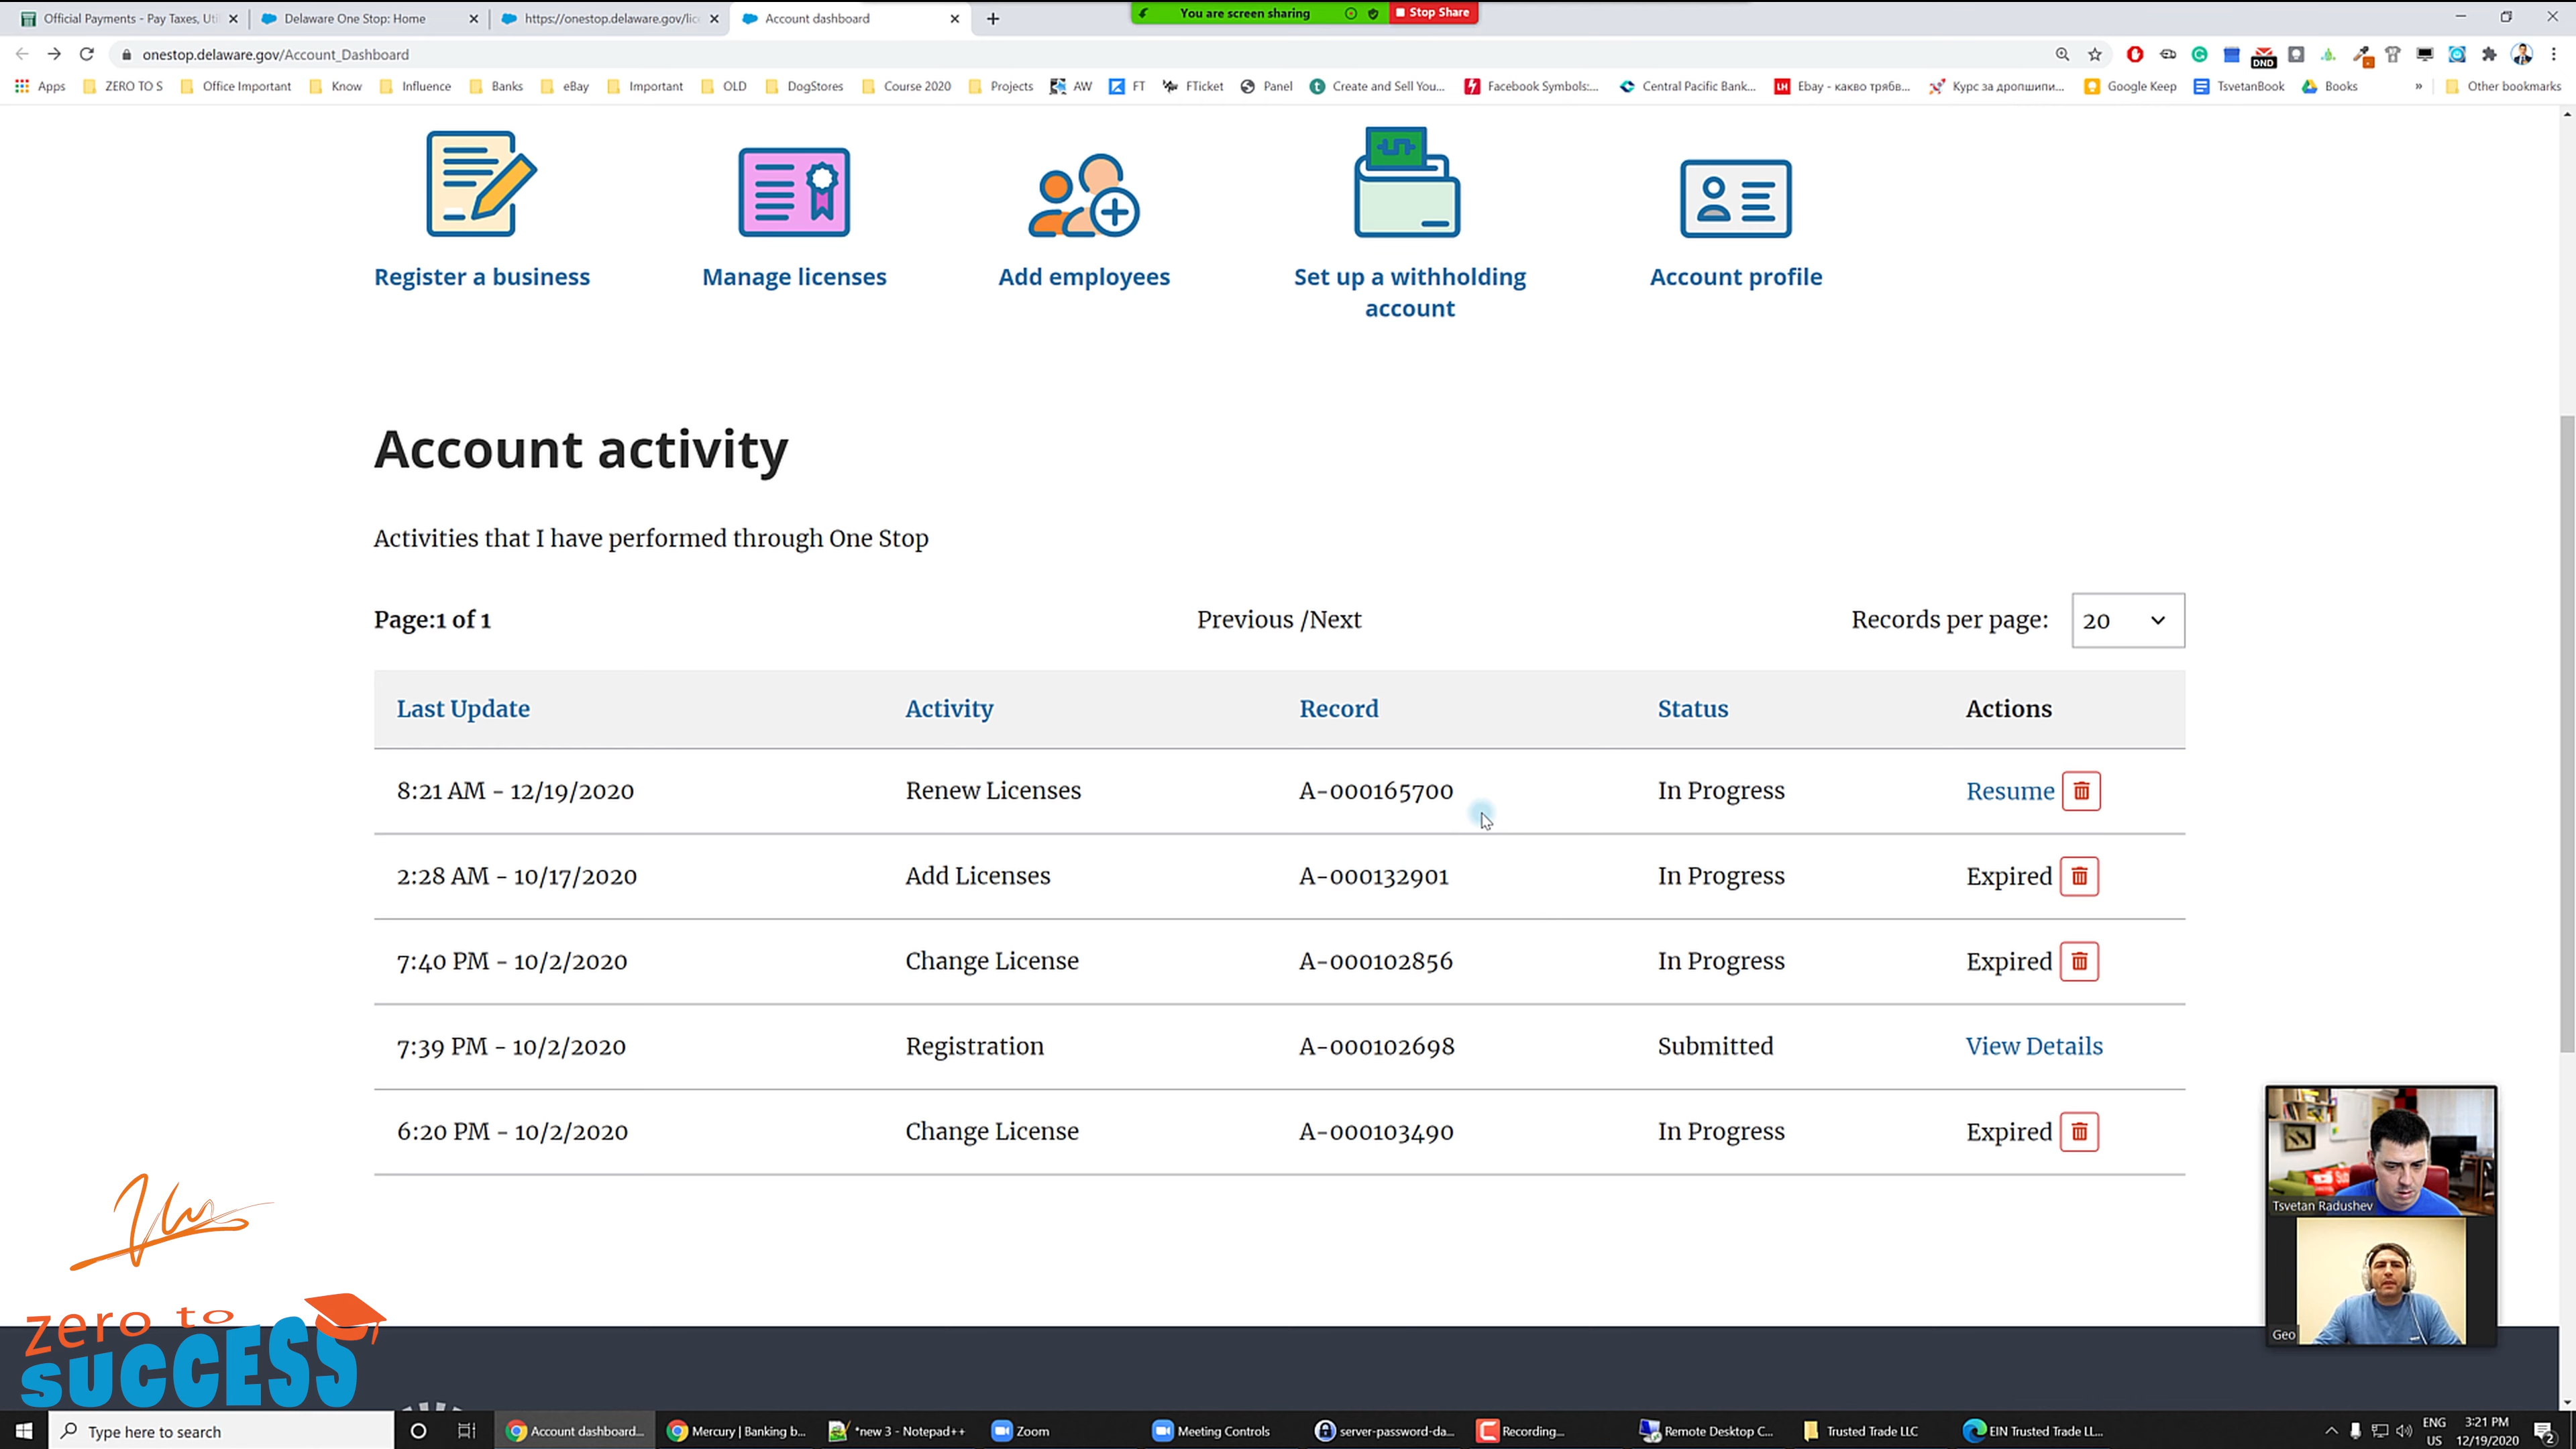 Official Payments - Pay Taxes, Uti
Delaware One Stop: Home
https://onestop.delaware.gov/lic
Account dashboard
You are screen sharing
Stop Share
onestop.delaware.gov/Account_Dashboard
DND
Apps
ZERO TO S
Office Important
Know
Influence
Banks
eBay
Important
OLD
DogStores
Course 2020
Projects
AW
FT
FTicket
Panel
Create and Sell You...
Facebook Symbols:...
Central Pacific Bank...
LH
Ebay - какво трябв...
Курс за дропшипи...
Google Keep
TsvetanBook
Books
»
Other bookmarks
Register a business
Manage licenses
Add employees
Set up a withholding
account
Account profile
Account activity
Activities that I have performed through One Stop
Page:1 of 1
Previous /Next
Records per page:
20
Last Update Activity Record Status Actions
8:21 AM - 12/19/2020 Renew Licenses A-000165700 In Progress Resume
2:28 AM - 10/17/2020 Add Licenses A-000132901 In Progress Expired
7:40 PM - 10/2/2020 Change License A-000102856 In Progress Expired
7:39 PM - 10/2/2020 Registration A-000102698 Submitted View Details
6:20 PM - 10/2/2020 Change License A-000103490 In Progress Expired
Tsvetan Radushev
Geo
zero to
SUCCESS
Type here to search
Account dashboard...
Mercury | Banking b...
*new 3 - Notepad++
Zoom
Meeting Controls
server-password-da...
Recording...
Remote Desktop C...
Trusted Trade LLC
EIN Trusted Trade LL...
ENG
US
3:21 PM
12/19/2020
2